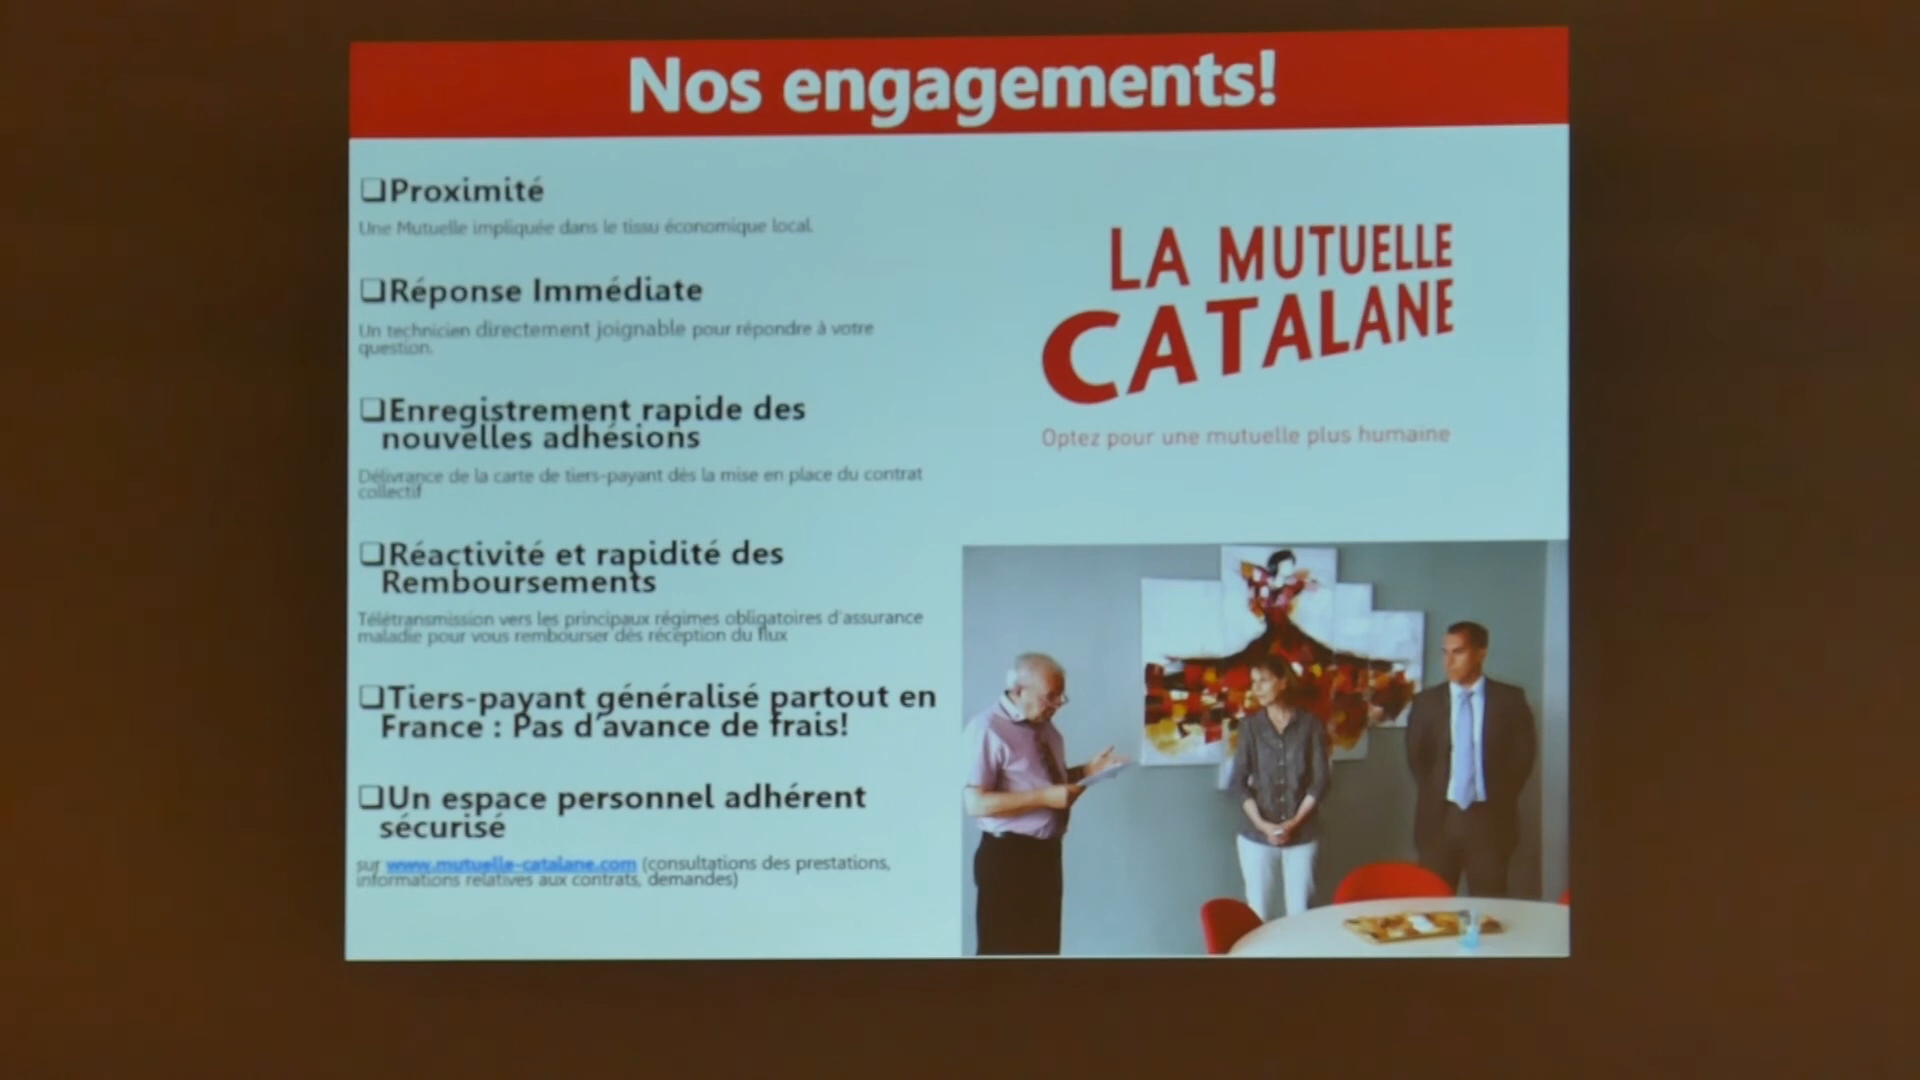 Nos engagements!
❑Proximité
Une Mutuelle impliquée dans le tissu économique local.
❑Réponse Immédiate
Un technicien directement joignable pour répondre à votre
question.
❑Enregistrement rapide des
nouvelles adhésions
Délivrance de la carte de tiers-payant dès la mise en place du contrat
collectif
❑Réactivité et rapidité des
Remboursements
Télétransmission vers les principaux régimes obligatoires d'assurance
maladie pour vous rembourser dès réception du flux
❑Tiers-payant généralisé partout en
France : Pas d'avance de frais!
❑Un espace personnel adhérent
sécurisé
sur www.mutuelle-catalane.com (consultations des prestations,
informations relatives aux contrats, demandes)
LA MUTUELLE
CATALANE
Optez pour une mutuelle plus humaine